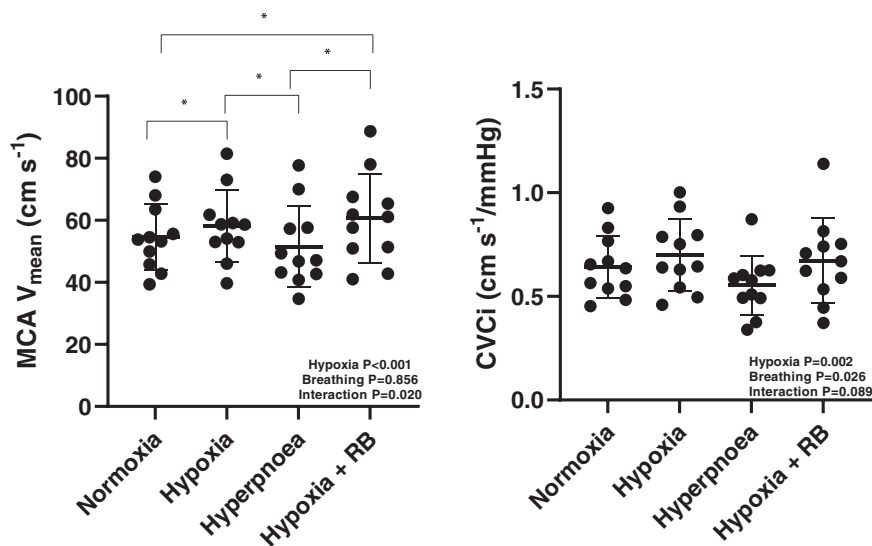 *
*
*
*
MCA V_mean (cm s⁻¹)
100
80
60
40
20
0
Hypoxia P<0.001
Breathing P=0.856
Interaction P=0.020
Normoxia
Hypoxia
Hyperpnoea
Hypoxia + RB
CVCi (cm s⁻¹/mmHg)
1.5
1.0
0.5
0.0
Hypoxia P=0.002
Breathing P=0.026
Interaction P=0.089
Normoxia
Hypoxia
Hyperpnoea
Hypoxia + RB